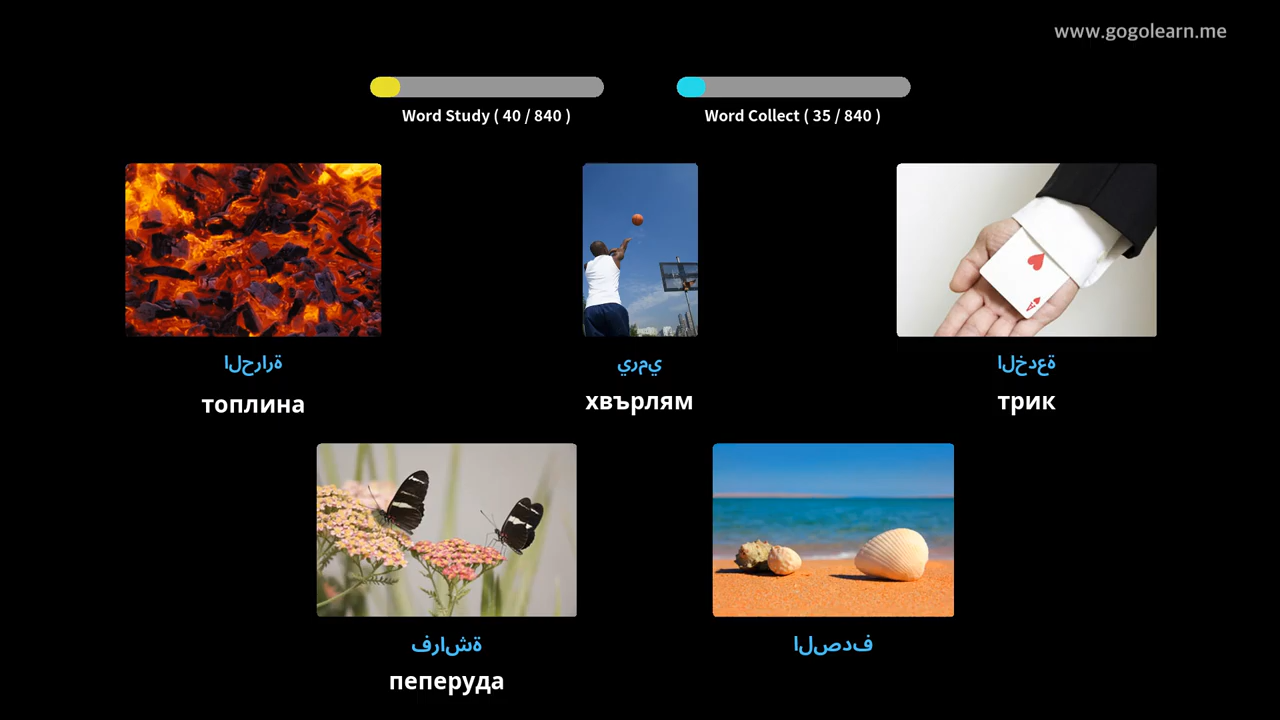 www.gogolearn.me
Word Study ( 40 / 840 )
Word Collect ( 35 / 840 )
الحرارة
يرمي
الخدعة
топлина
хвърлям
трик
فراشة
الصدف
пеперуда